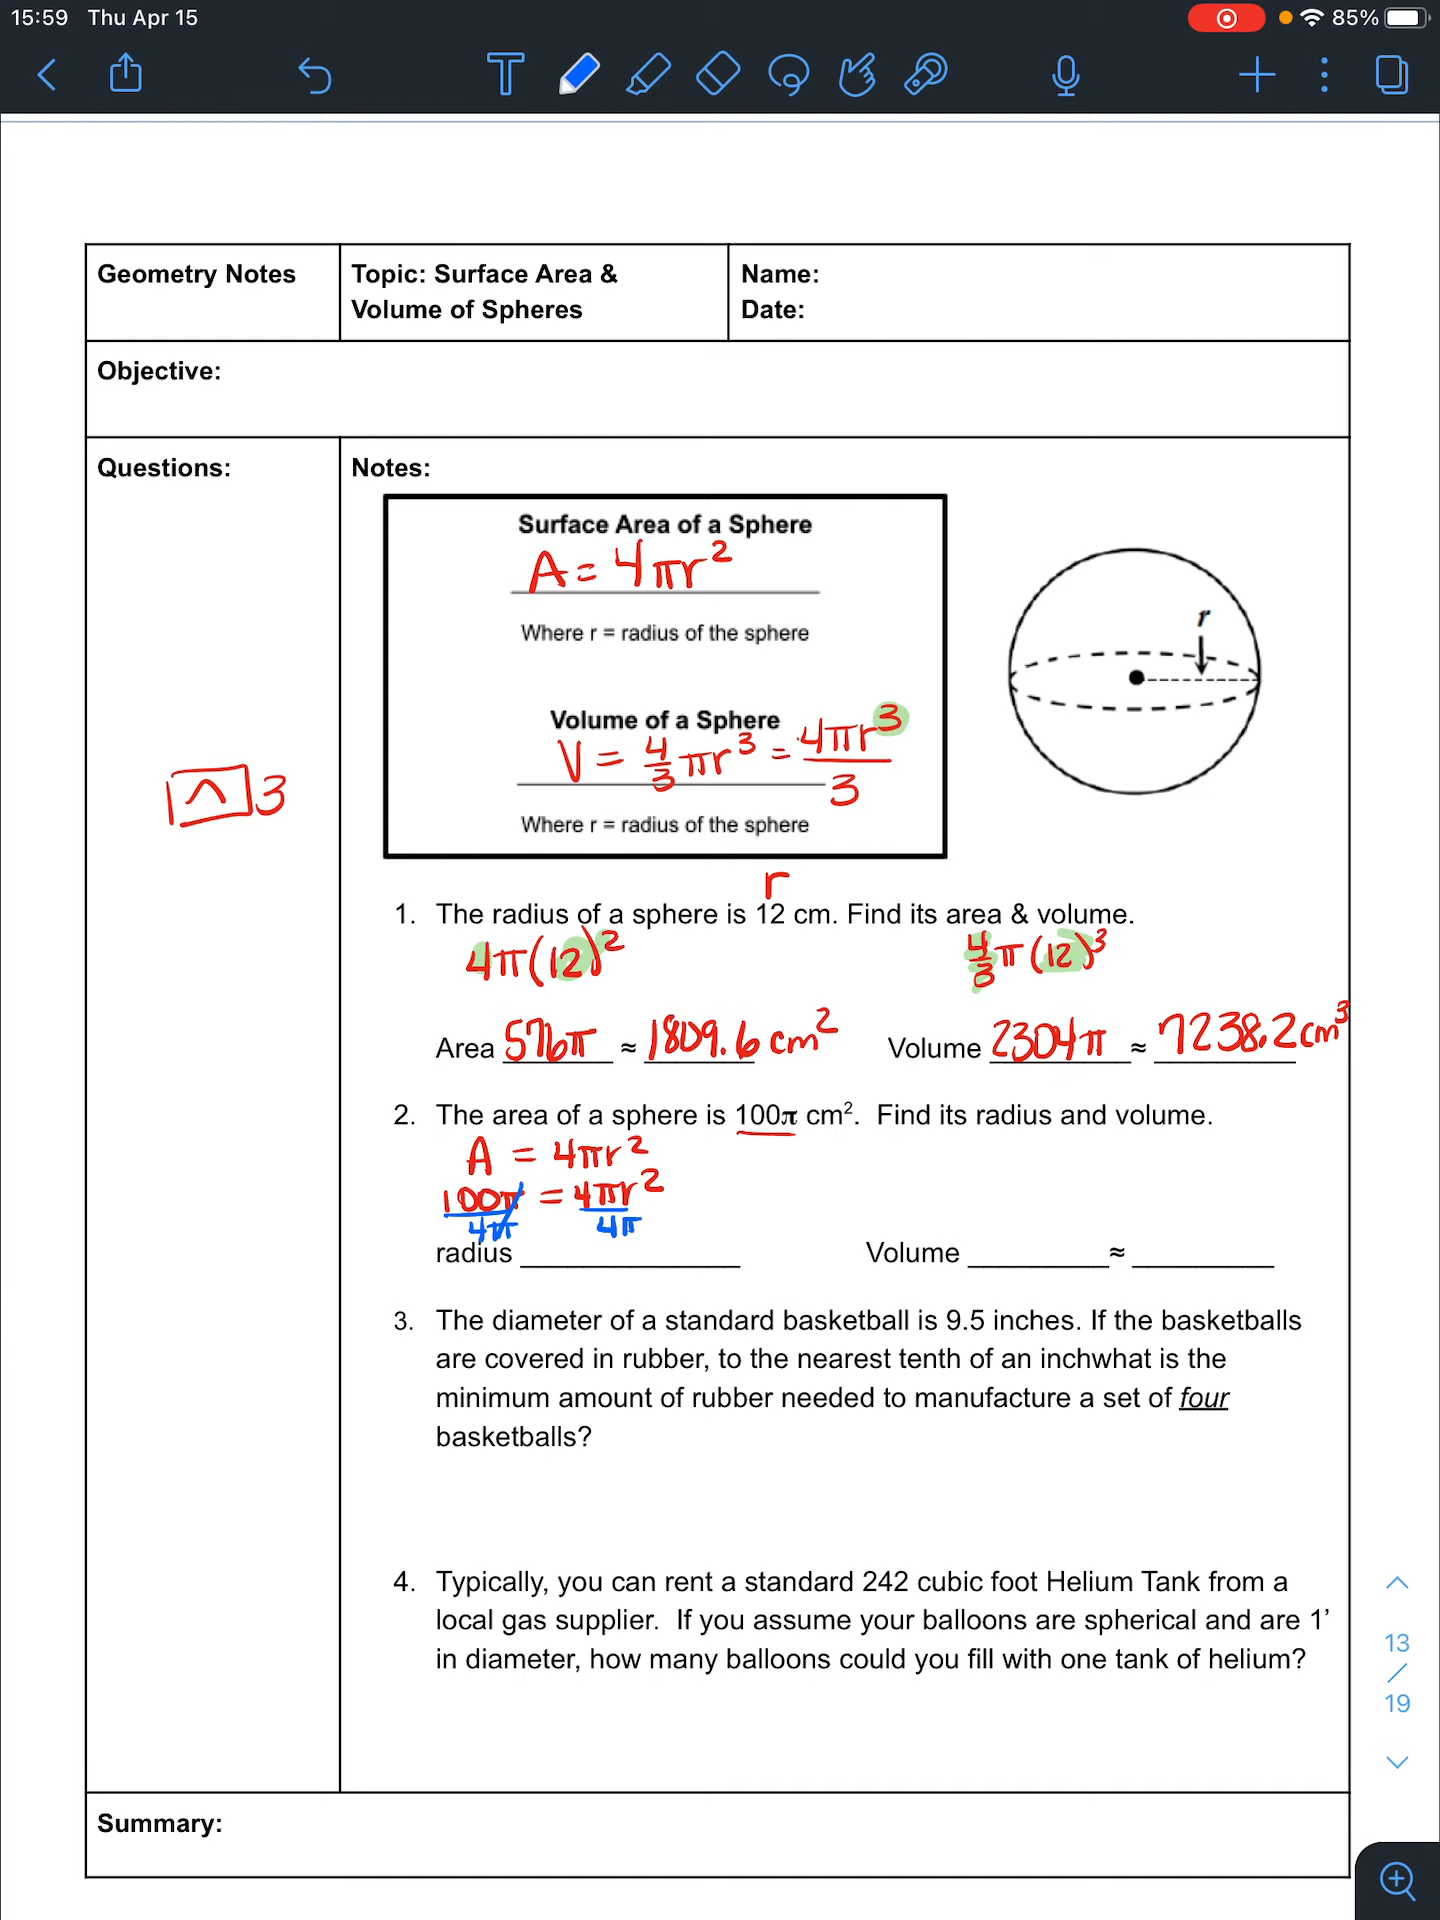 15:59 Thu Apr 15
85%
Geometry Notes
Topic: Surface Area &
Volume of Spheres
Name:
Date:
Objective:
Questions:
Notes:
Surface Area of a Sphere
A = 4πr²
Where r = radius of the sphere
r
Volume of a Sphere
V = 4/3 πr³ = 4πr³/3
Where r = radius of the sphere
^ 3
r
1. The radius of a sphere is 12 cm. Find its area & volume.
4π(12)² 4/3 π(12)³
Area 576π ≈ 1809.6 cm² Volume 2304π ≈ 7238.2 cm³
2. The area of a sphere is 100π cm². Find its radius and volume.
A = 4πr²
100π = 4πr²
4π 4π
radius ______________ Volume _________≈ _________
3. The diameter of a standard basketball is 9.5 inches. If the basketballs
are covered in rubber, to the nearest tenth of an inchwhat is the
minimum amount of rubber needed to manufacture a set of four
basketballs?
4. Typically, you can rent a standard 242 cubic foot Helium Tank from a
local gas supplier. If you assume your balloons are spherical and are 1’
in diameter, how many balloons could you fill with one tank of helium?
13
/
19
Summary: